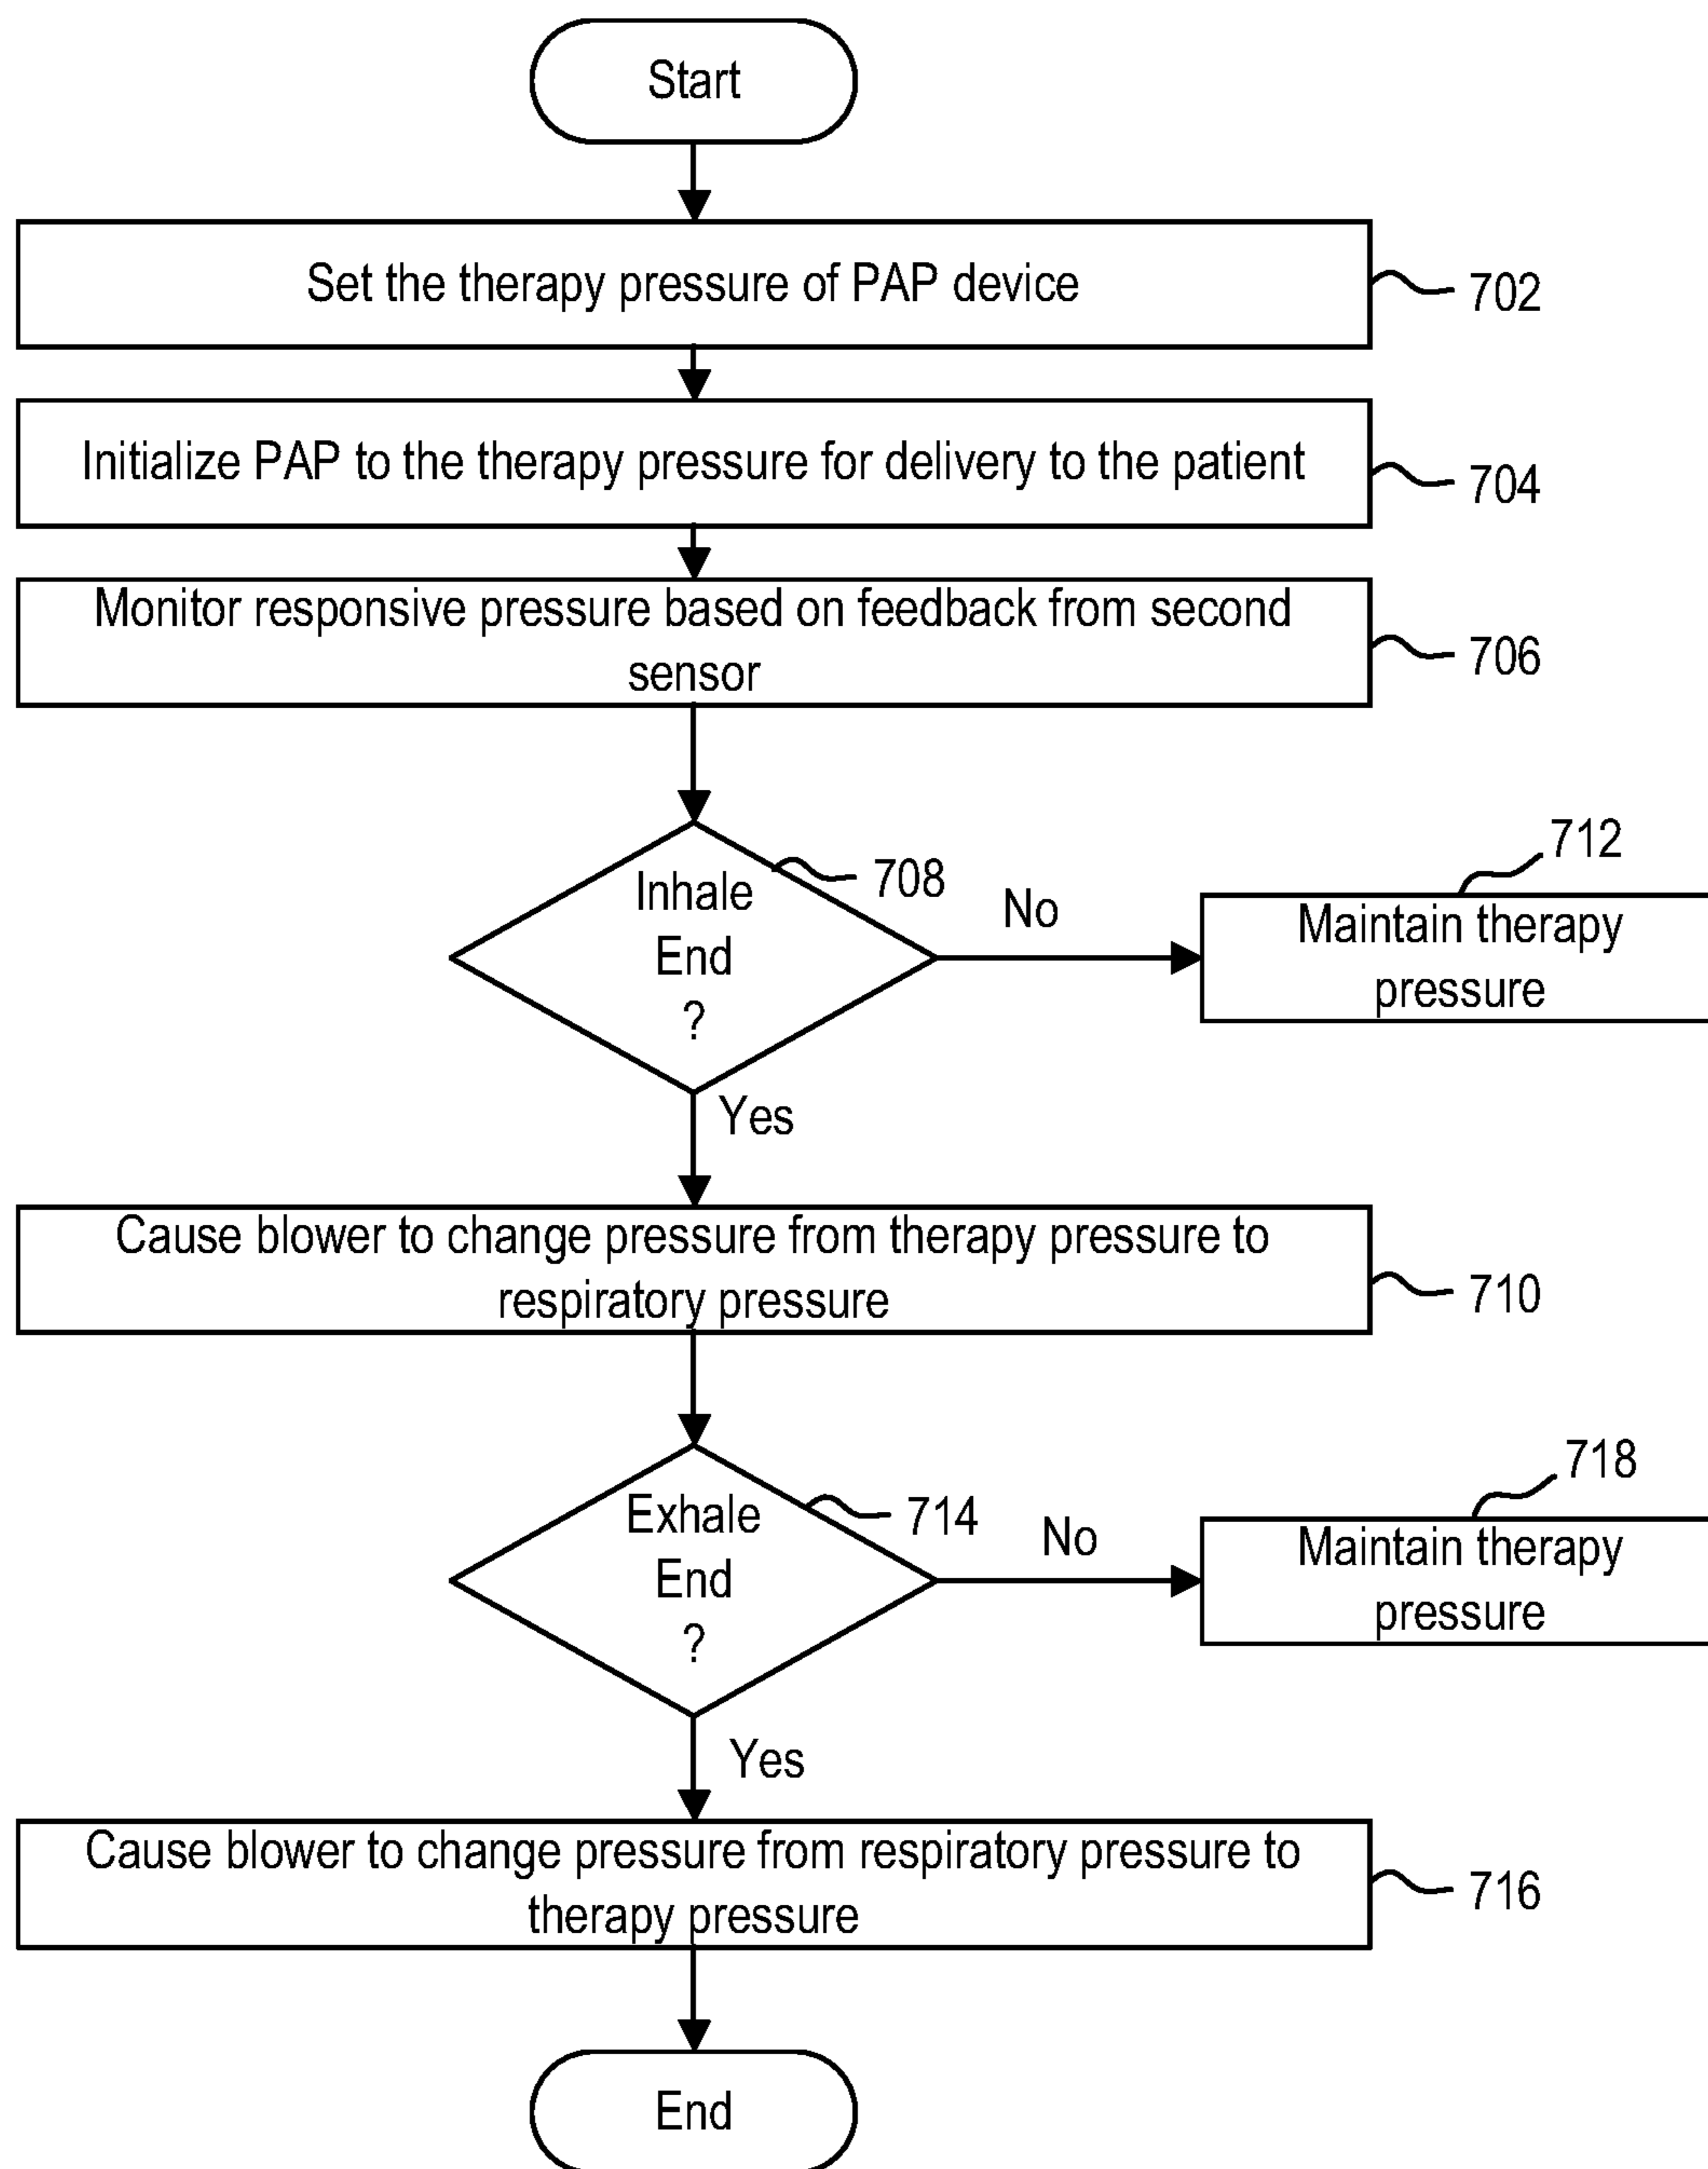 Start
Set the therapy pressure of PAP device
702
Initialize PAP to the therapy pressure for delivery to the patient
704
Monitor responsive pressure based on feedback from second
sensor
706
Inhale
End
?
708
No
712
Maintain therapy
pressure
Yes
Cause blower to change pressure from therapy pressure to
respiratory pressure
710
Exhale
End
?
714
No
718
Maintain therapy
pressure
Yes
Cause blower to change pressure from respiratory pressure to
therapy pressure
716
End